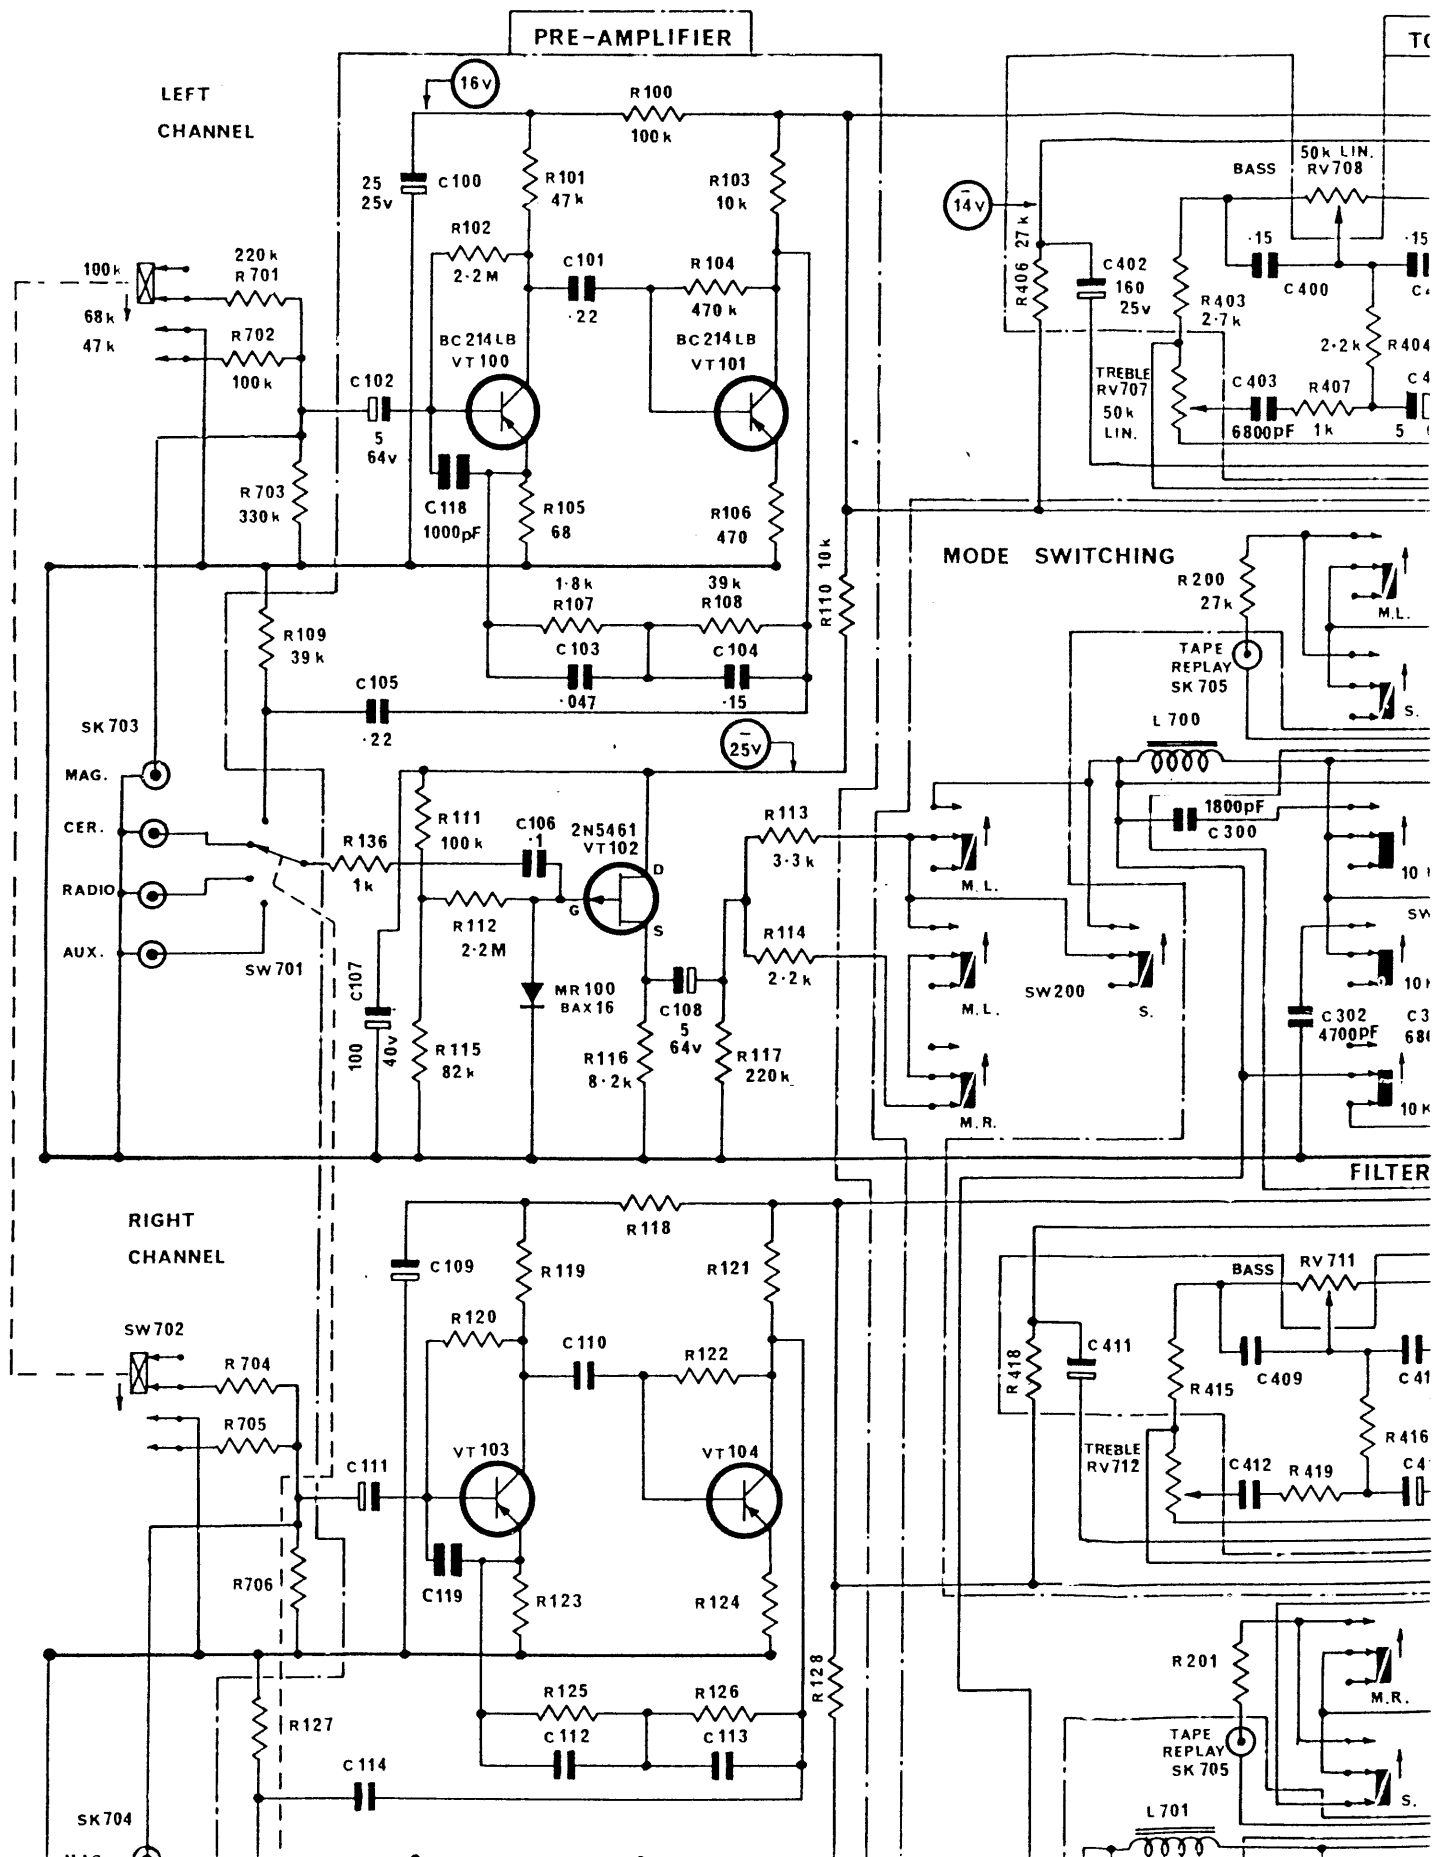 PRE-AMPLIFIER
LEFT
CHANNEL
16v
R100
100k
25
25v
C100
R101
47k
R103
10k
R102
2·2M
C101
·22
R104
470k
100k
68k
47k
220k
R701
R702
100k
C102
5
64v
BC214LB
VT100
BC214LB
VT101
R703
330k
C118
1000pF
R105
68
R106
470
1·8k
R107
39k
R108
C103
·047
C104
·15
R109
39k
C105
·22
R110 10k
25v
SK703
MAG.
CER.
RADIO
AUX.
SW701
R136
1k
R111
100k
C106
·1
2N5461
VT102
D
G
S
R112
2·2M
C107
100
40v
MR100
BAX16
C108
5
64v
R113
3·3k
R114
2·2k
R115
82k
R116
8·2k
R117
220k
14v
R406 27k
C402
160
25v
BASS
50k LIN.
RV708
·15
C400
·15
R403
2·7k
2·2k
R404
TREBLE
RV707
50k
LIN.
C403
6800pF
R407
1k
5
MODE SWITCHING
R200
27k
TAPE
REPLAY
SK705
M.L.
S.
L700
1800pF
C300
M.L.
M.L.
M.R.
SW200
S.
10
SW
10
C302
4700pF
10K
FILTER
RIGHT
CHANNEL
SW702
R118
C109
R119
R121
R120
C110
R122
R704
R705
C111
VT103
VT104
R706
C119
R123
R124
R125
R126
C112
C113
R127
C114
R128
SK704
BASS
RV711
R418
C411
C409
R415
R416
TREBLE
RV712
C412
R419
R201
TAPE
REPLAY
SK705
M.R.
S.
L701